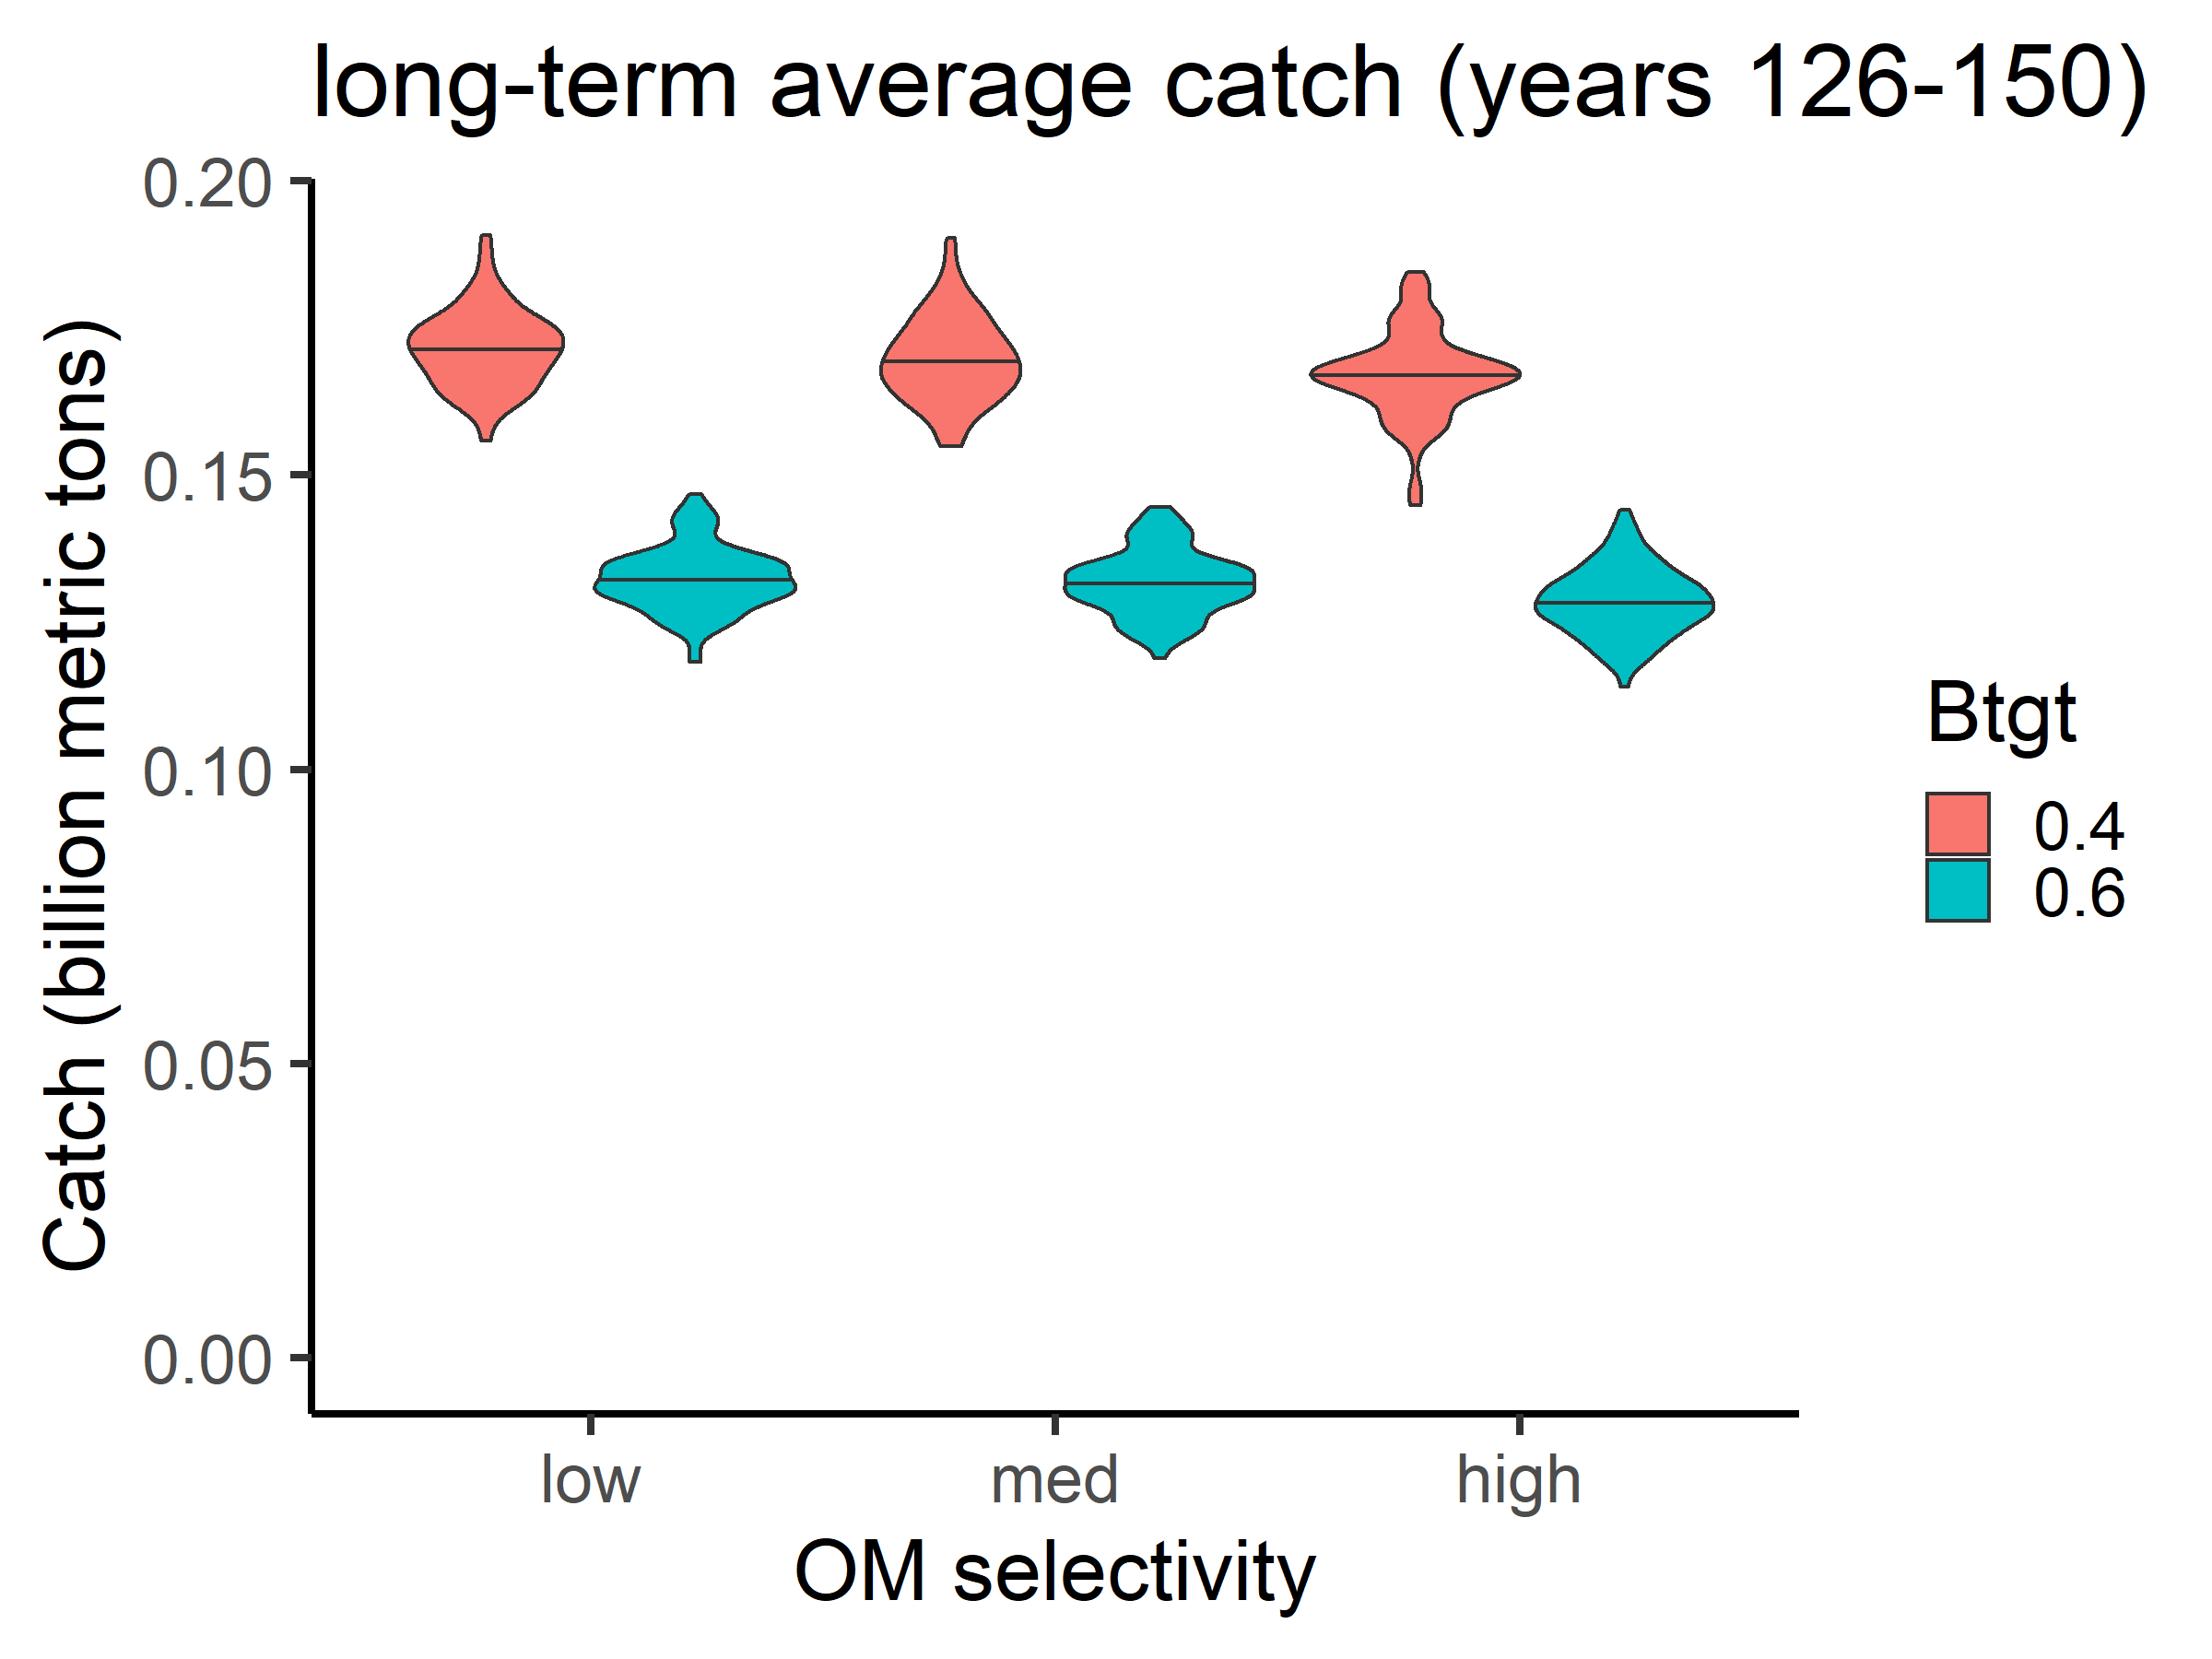 long-term average catch (years 126-150)
Catch (billion metric tons)
0.20
0.15
0.10
0.05
0.00
low
med
high
OM selectivity
Btgt
0.4
0.6